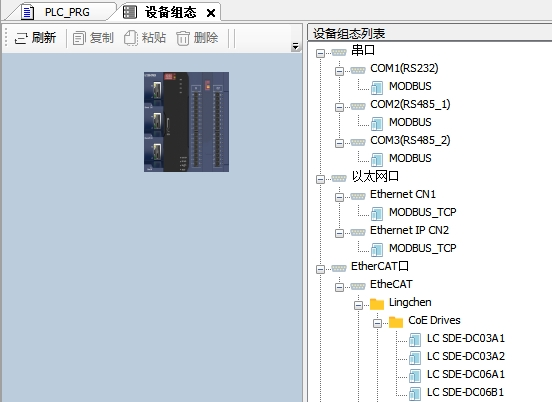 PLC_PRG
设备组态
刷新
复制
粘贴
删除
设备组态列表
串口
COM1(RS232)
MODBUS
COM2(RS485_1)
MODBUS
COM3(RS485_2)
MODBUS
以太网口
Ethernet CN1
MODBUS_TCP
Ethernet IP CN2
MODBUS_TCP
EtherCAT口
EtheCAT
Lingchen
CoE Drives
LC SDE-DC03A1
LC SDE-DC03A2
LC SDE-DC06A1
LC SDE-DC06B1